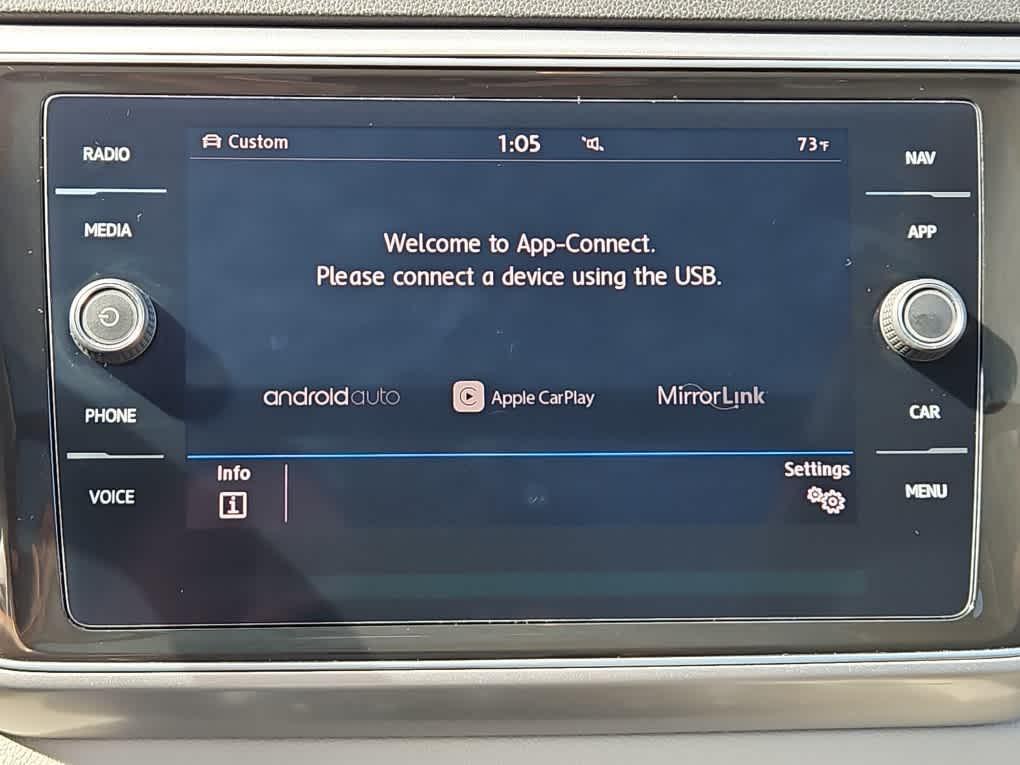 RADIO
MEDIA
PHONE
VOICE
Custom
1:05
73°F
Welcome to App-Connect.
Please connect a device using the USB.
androidauto
Apple CarPlay
MirrorLink
Info
i
Settings
NAV
APP
CAR
MENU